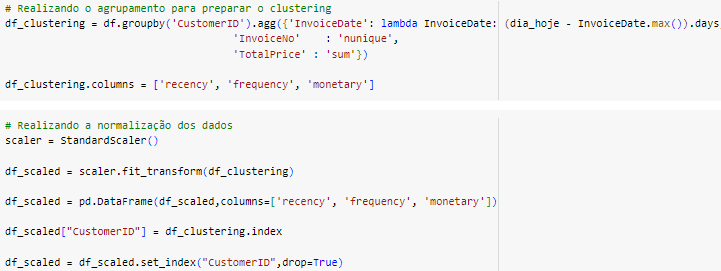 # Realizando o agrupamento para preparar o clustering
df_clustering = df.groupby('CustomerID').agg({'InvoiceDate': lambda InvoiceDate: (dia_hoje - InvoiceDate.max()).days,
'InvoiceNo' : 'nunique',
'TotalPrice' : 'sum'})
df_clustering.columns = ['recency', 'frequency', 'monetary']
# Realizando a normalização dos dados
scaler = StandardScaler()
df_scaled = scaler.fit_transform(df_clustering)
df_scaled = pd.DataFrame(df_scaled,columns=['recency', 'frequency', 'monetary'])
df_scaled["CustomerID"] = df_clustering.index
df_scaled = df_scaled.set_index("CustomerID",drop=True)